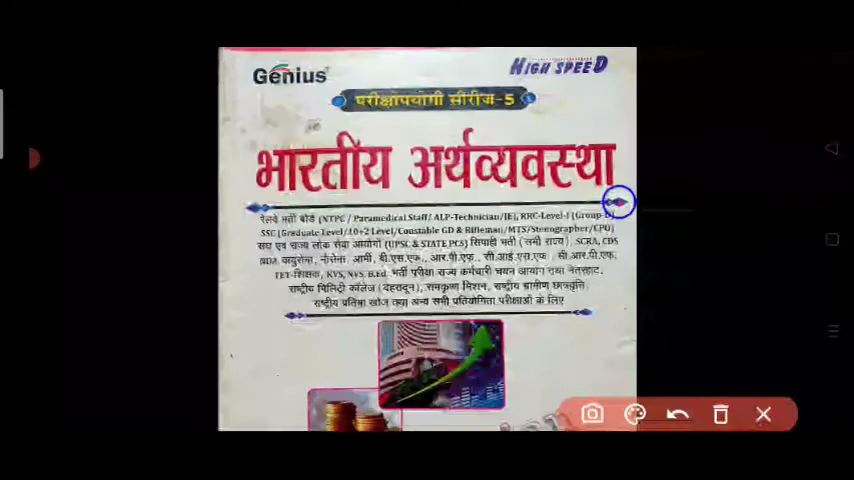 Genius
HIGH SPEED
परीक्षोपयोगी सीरीज-5
भारतीय अर्थव्यवस्था
रेलवे भर्ती बोर्ड (NTPC / Paramedical Staff/ ALP-Technician/JE), RRC-Level-I (Group-D)
SSC (Graduate Level/10+2 Level/Constable GD & Rifleman/MTS/Stenographer/CPO)
संघ एवं राज्य लोक सेवा आयोगों (UPSC & STATE PCS) सिपाही भर्ती (सभी राज्य), SCRA, CDS
NDA, वायुसेना, नौसेना, आर्मी, बी.एस.एफ., आर.पी.एफ., सी.आई.एस.एफ., सी.आर.पी.एफ.
TET-शिक्षक, KVS, NVS, B.Ed. भर्ती परीक्षा राज्य कर्मचारी चयन आयोग तथा नेतरहाट,
राष्ट्रीय मिलिट्री कॉलेज (देहरादून), रामकृष्ण मिशन, राष्ट्रीय ग्रामीण छात्रवृत्ति,
राष्ट्रीय प्रतिभा खोज तथा अन्य सभी प्रतियोगिता परीक्षाओं के लिए